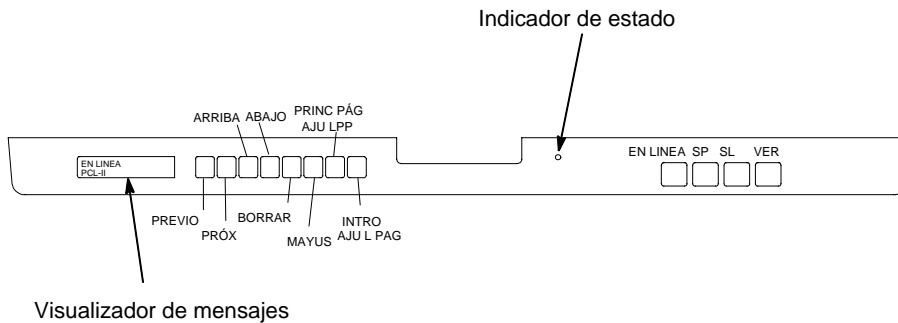 Indicador de estado
PRINC PÁG
ARRIBA ABAJO
AJU LPP
EN LINEA SP SL VER
EN LINEA
PCL-II
PREVIO
BORRAR
INTRO
PRÓX
MAYUS
AJU L PAG
Visualizador de mensajes